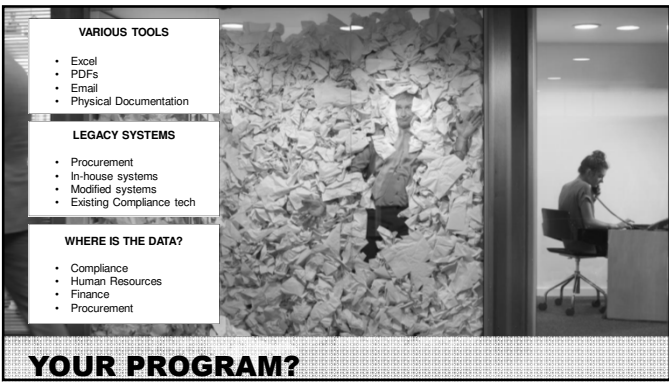 VARIOUS TOOLS
• Excel
• PDFs
• Email
• Physical Documentation
LEGACY SYSTEMS
• Procurement
• In-house systems
• Modified systems
• Existing Compliance tech
WHERE IS THE DATA?
• Compliance
• Human Resources
• Finance
• Procurement
YOUR PROGRAM?